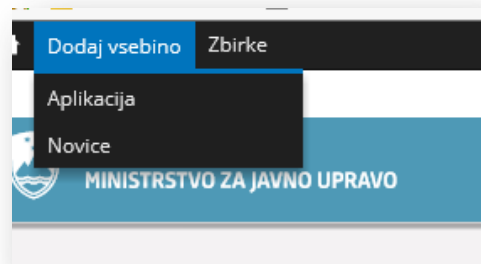 Dodaj vsebino Zbirke
Aplikacija
Novice
MINISTRSTVO ZA JAVNO UPRAVO